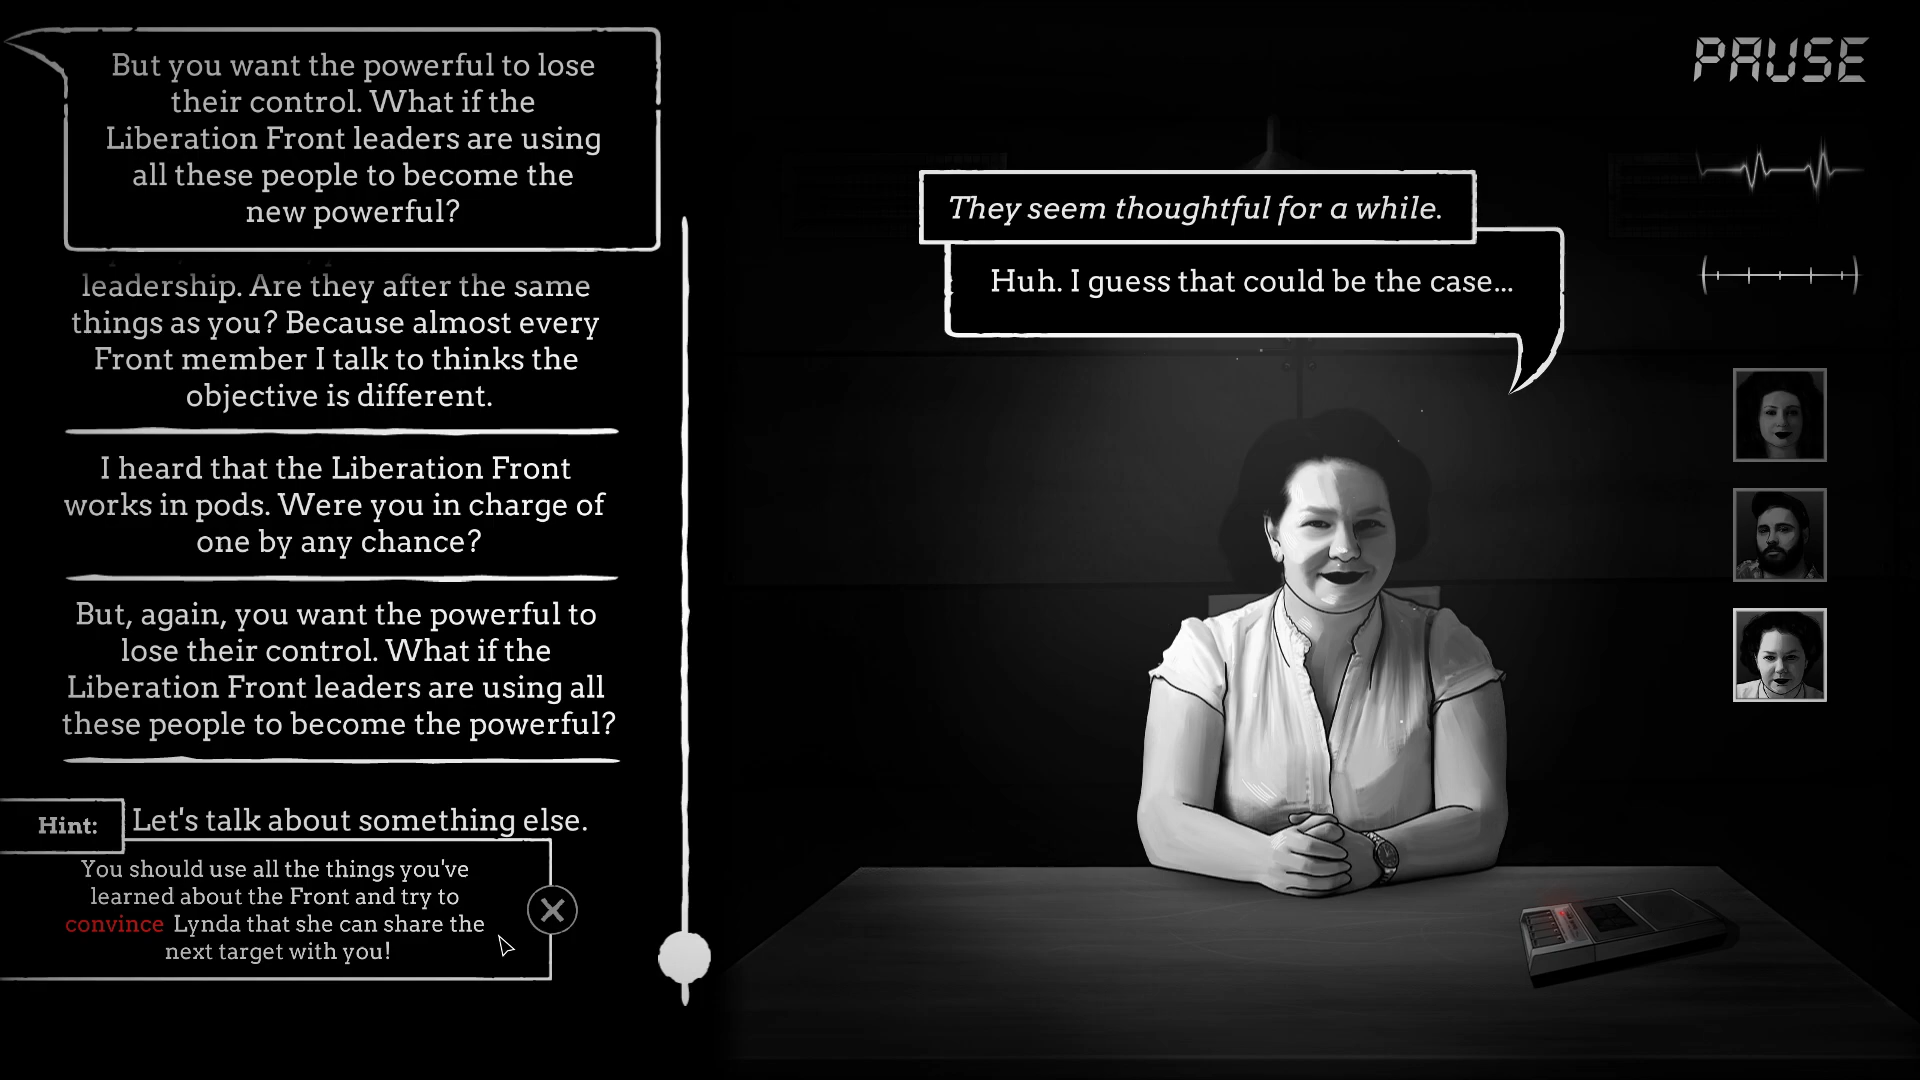 But you want the powerful to lose
their control. What if the
Liberation Front leaders are using
all these people to become the
new powerful?
leadership. Are they after the same
things as you? Because almost every
Front member I talk to thinks the
objective is different.
I heard that the Liberation Front
works in pods. Were you in charge of
one by any chance?
But, again, you want the powerful to
lose their control. What if the
Liberation Front leaders are using all
these people to become the powerful?
Let's talk about something else.
Hint:
You should use all the things you've
learned about the Front and try to
convince Lynda that she can share the
next target with you!
They seem thoughtful for a while.
Huh. I guess that could be the case...
PAUSE